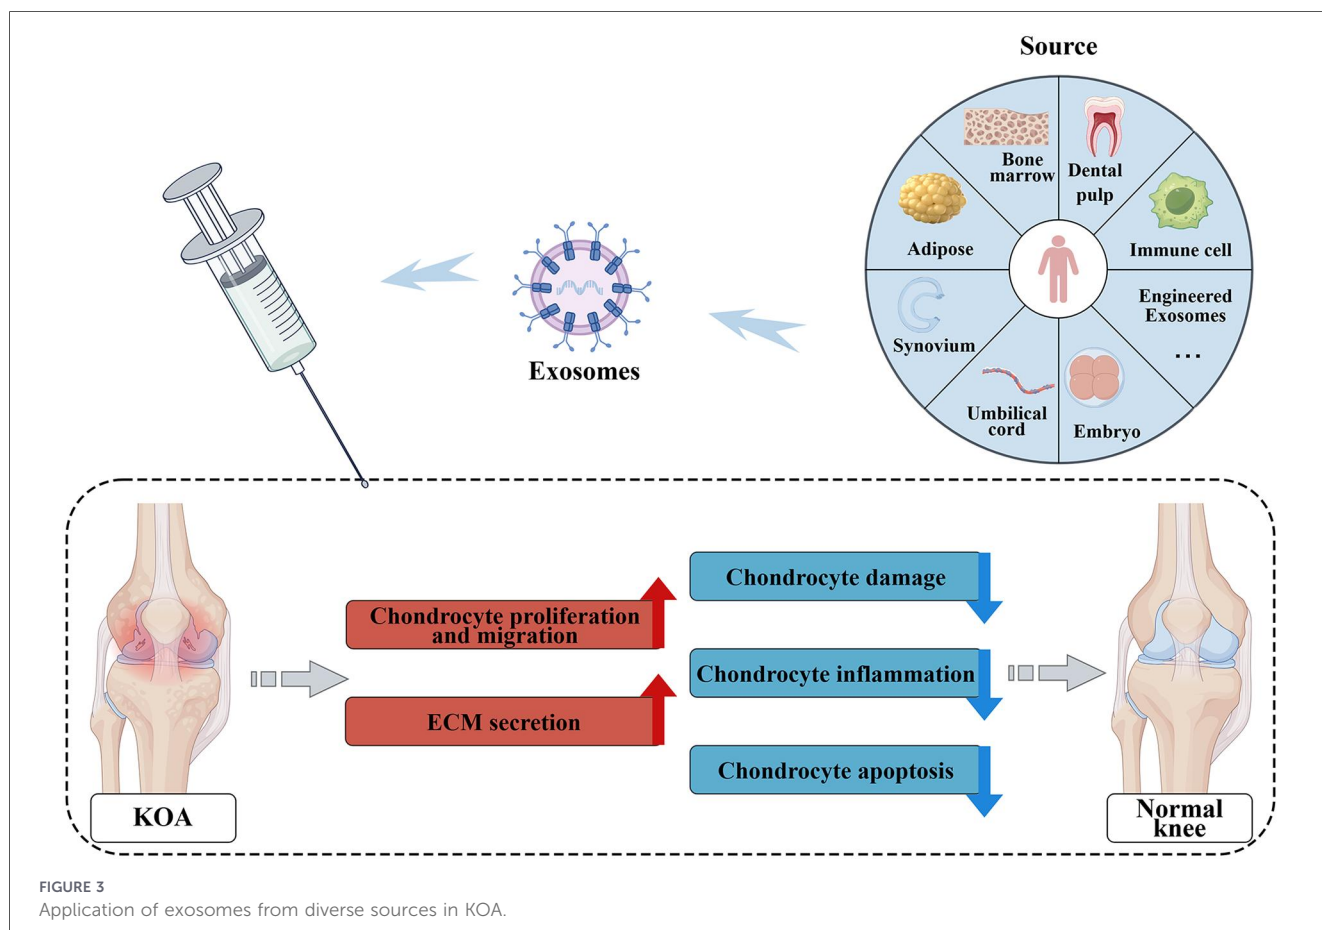 Source
Bone
marrow
Dental
pulp
Adipose
Immune cell
Synovium
Engineered
Exosomes
...
Umbilical
cord
Embryo
Exosomes
Chondrocyte proliferation
and migration
ECM secretion
Chondrocyte damage
Chondrocyte inflammation
Chondrocyte apoptosis
KOA
Normal
knee
FIGURE 3
Application of exosomes from diverse sources in KOA.